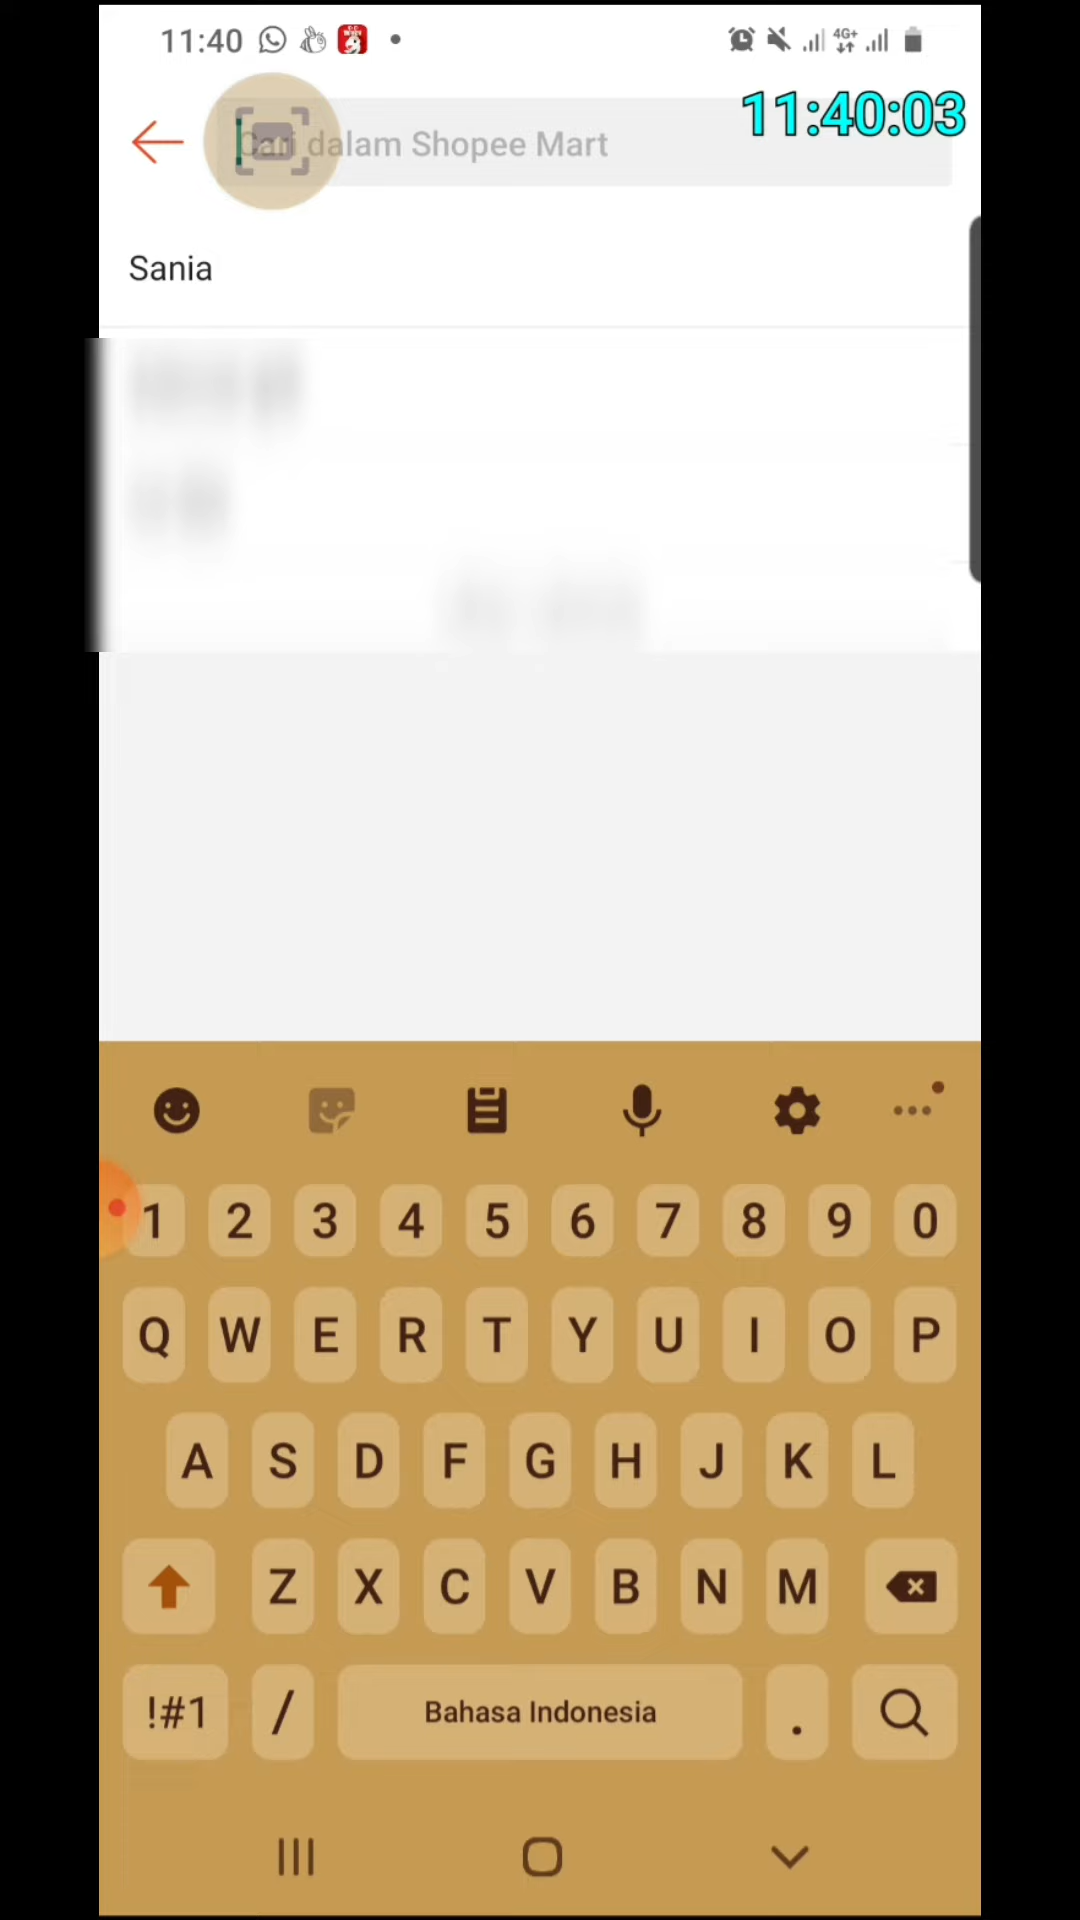 11:40
4G+
11:40:03
Cari dalam Shopee Mart
Sania
1 2 3 4 5 6 7 8 9 0
Q W E R T Y U I O P
A S D F G H J K L
Z X C V B N M
!#1 / Bahasa Indonesia .